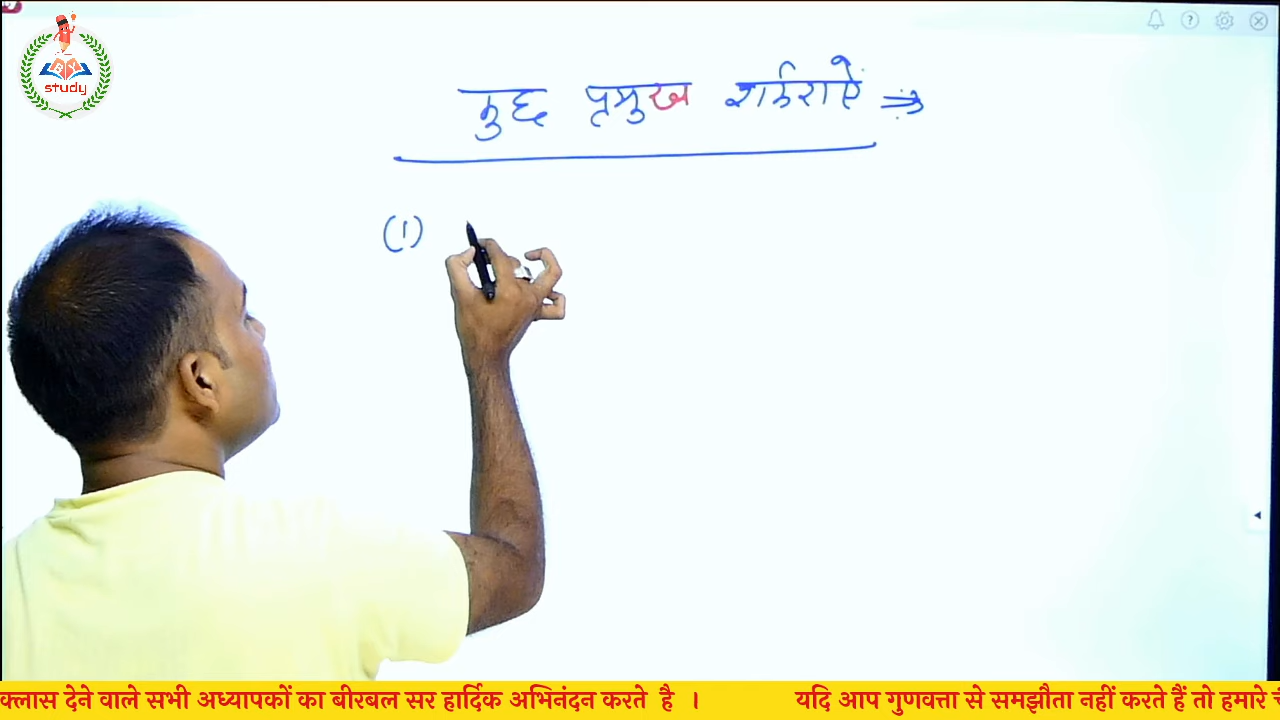 BY
study
कुछ प्रमुख शर्कराऐं ⇒
(1)
क्लास देने वाले सभी अध्यापकों का बीरबल सर हार्दिक अभिनंदन करते है । यदि आप गुणवत्ता से समझौता नहीं करते हैं तो हमारे